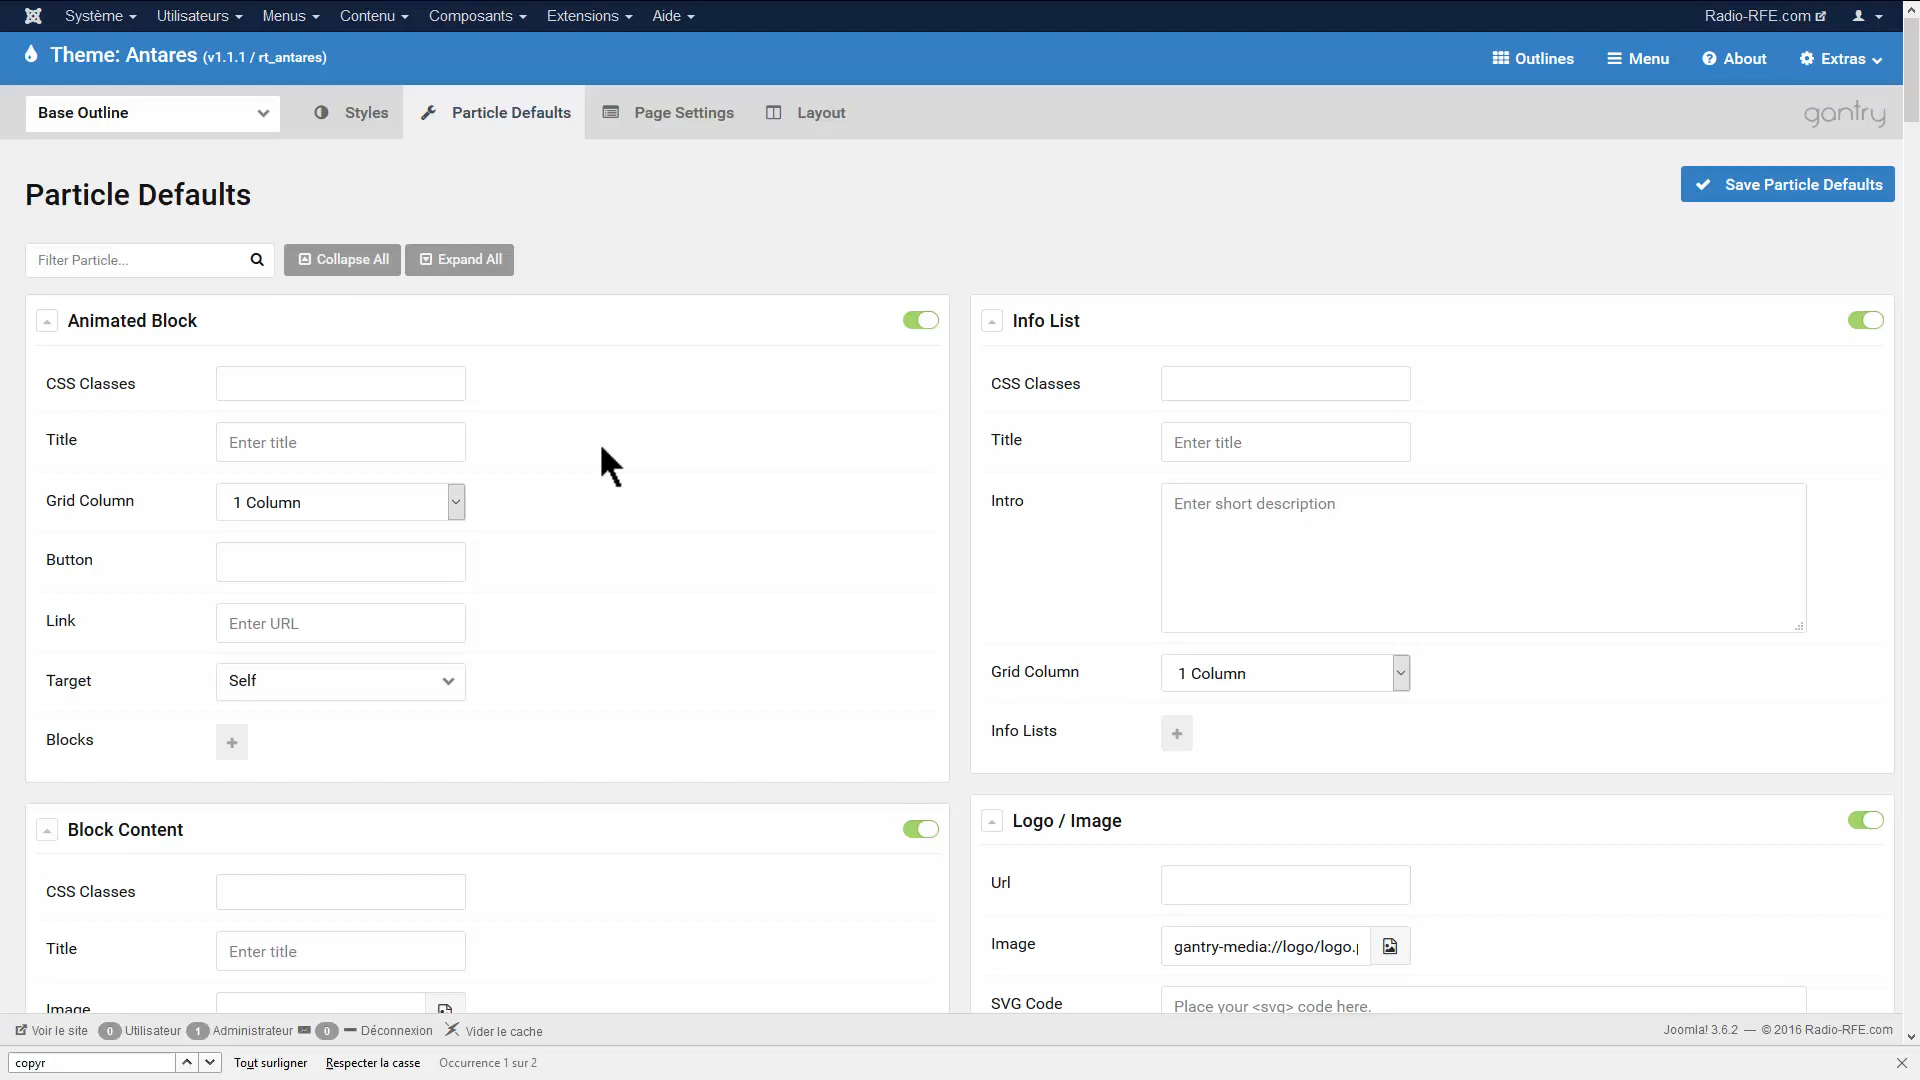 Système Utilisateurs Menus Contenu Composants Extensions Aide Radio-RFE.com
Theme: Antares (v1.1.1 / rt_antares) Outlines Menu About Extras
Base Outline Styles Particle Defaults Page Settings Layout gantry
Particle Defaults Save Particle Defaults
Filter Particle... Collapse All Expand All
Animated Block
CSS Classes
Title Enter title
Grid Column 1 Column
Button
Link Enter URL
Target Self
Blocks +
Block Content
CSS Classes
Title Enter title
Image
Info List
CSS Classes
Title Enter title
Intro Enter short description
Grid Column 1 Column
Info Lists +
Logo / Image
Url
Image gantry-media://logo/logo.
SVG Code Place your <svg> code here.
Voir le site 0 Utilisateur 1 Administrateur 0 Déconnexion Vider le cache Joomla! 3.6.2 — © 2016 Radio-RFE.com
copyr Tout surligner Respecter la casse Occurrence 1 sur 2